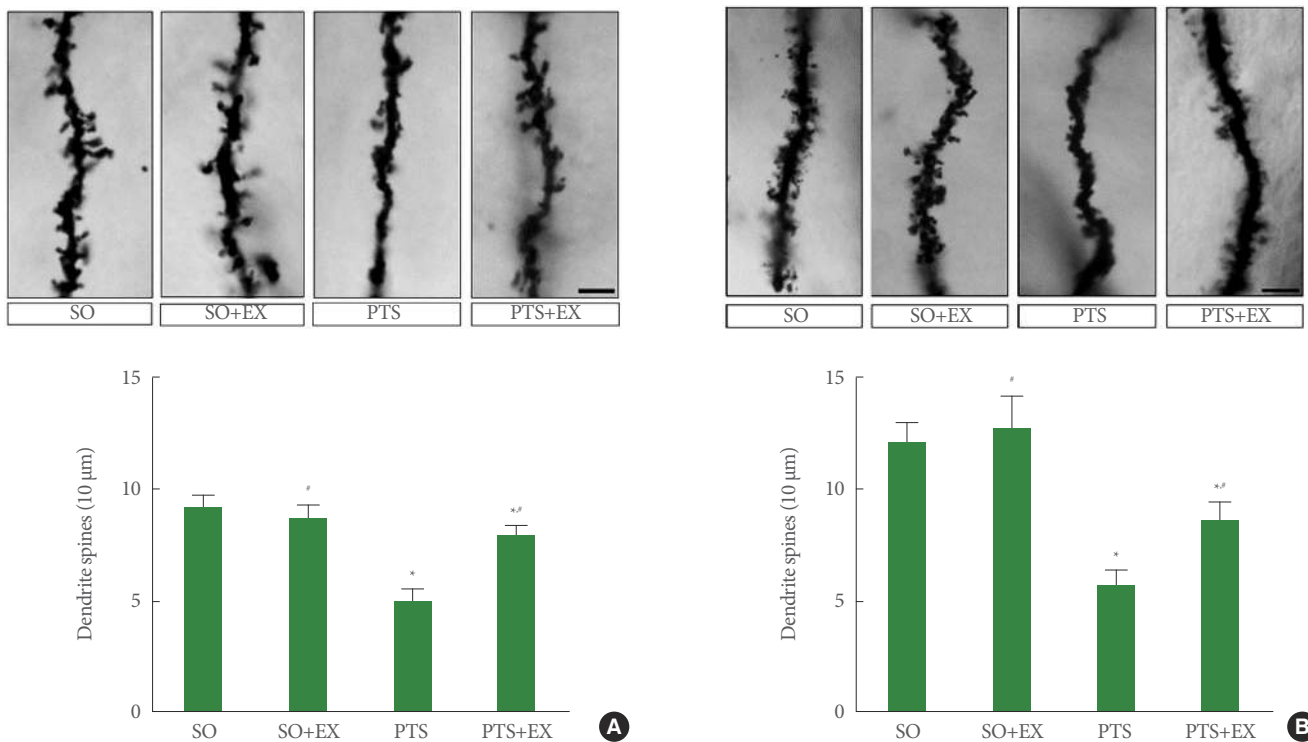 SO SO+EX PTS PTS+EX
SO SO+EX PTS PTS+EX
15
10
5
0
Dendrite spines (10 μm)
#
*
*,#
SO SO+EX PTS PTS+EX
A
15
10
5
0
Dendrite spines (10 μm)
#
*
*,#
SO SO+EX PTS PTS+EX
B